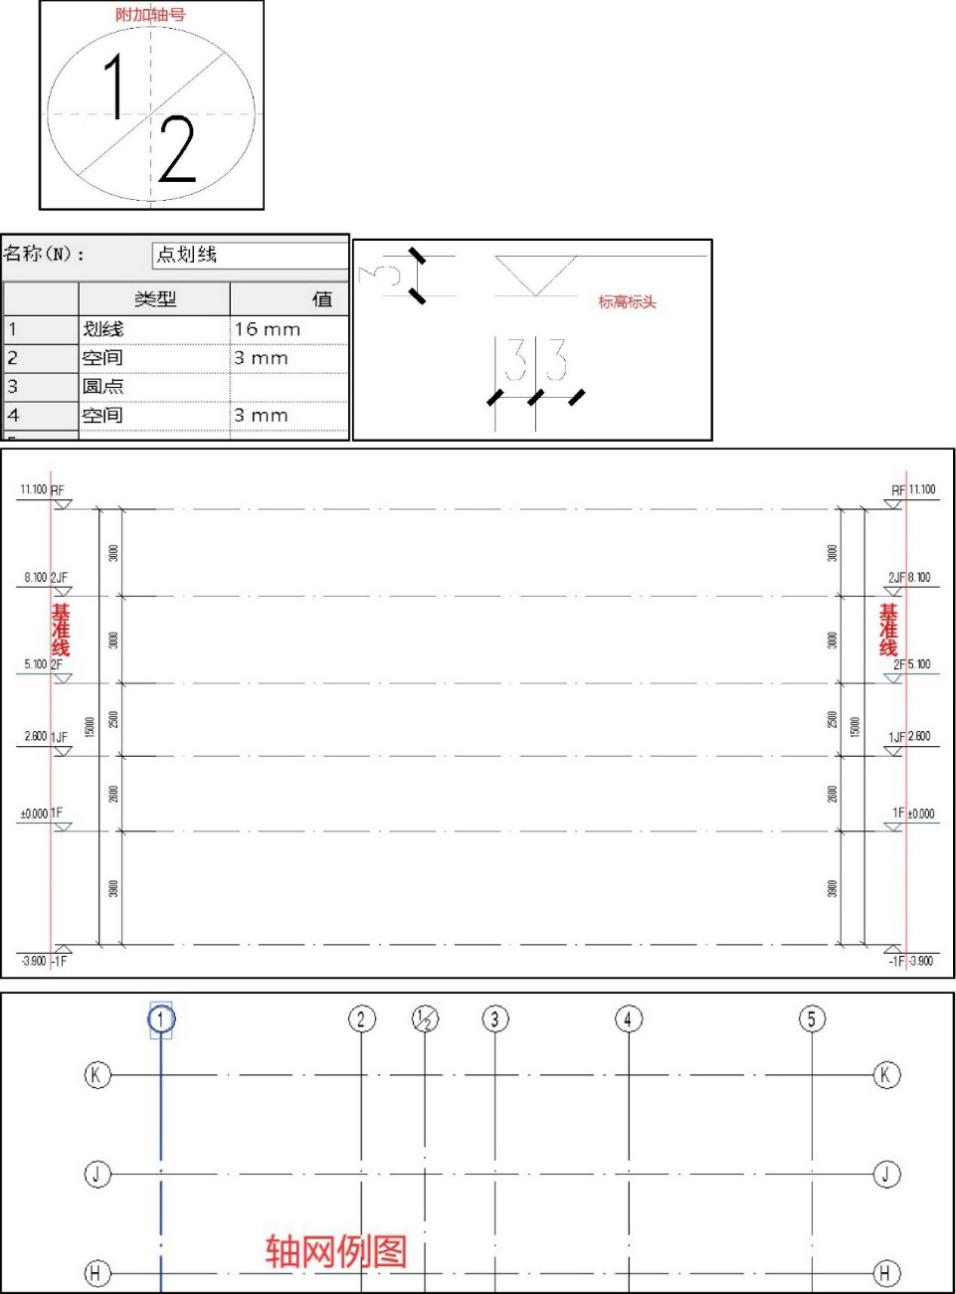 附加轴号
1
2
名称(N): 点划线
类型 值
1 划线 16 mm
2 空间 3 mm
3 圆点
4 空间 3 mm
3
标高标头
3 3
11.100 RF RF 11.100
3000 3000
8.100 2JF 2JF 8.100
基准线 基准线
3000 3000
5.100 2F 2F 5.100
15000 2500 2500 15000
2.600 1JF 1JF 2.600
2600 2600
±0.000 1F 1F ±0.000
3900 3900
-3.900 -1F -1F -3.900
1 2 1/2 3 4 5
K K
J J
轴网例图
H H